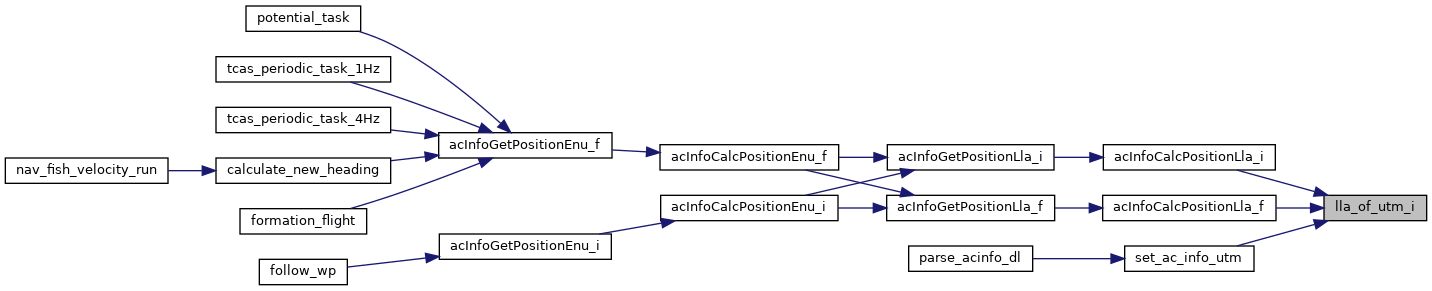 potential_task
tcas_periodic_task_1Hz
tcas_periodic_task_4Hz
acInfoGetPositionEnu_f
acInfoCalcPositionEnu_f
acInfoGetPositionLla_i
acInfoCalcPositionLla_i
nav_fish_velocity_run
calculate_new_heading
formation_flight
acInfoCalcPositionEnu_i
acInfoGetPositionLla_f
acInfoCalcPositionLla_f
lla_of_utm_i
follow_wp
acInfoGetPositionEnu_i
parse_acinfo_dl
set_ac_info_utm